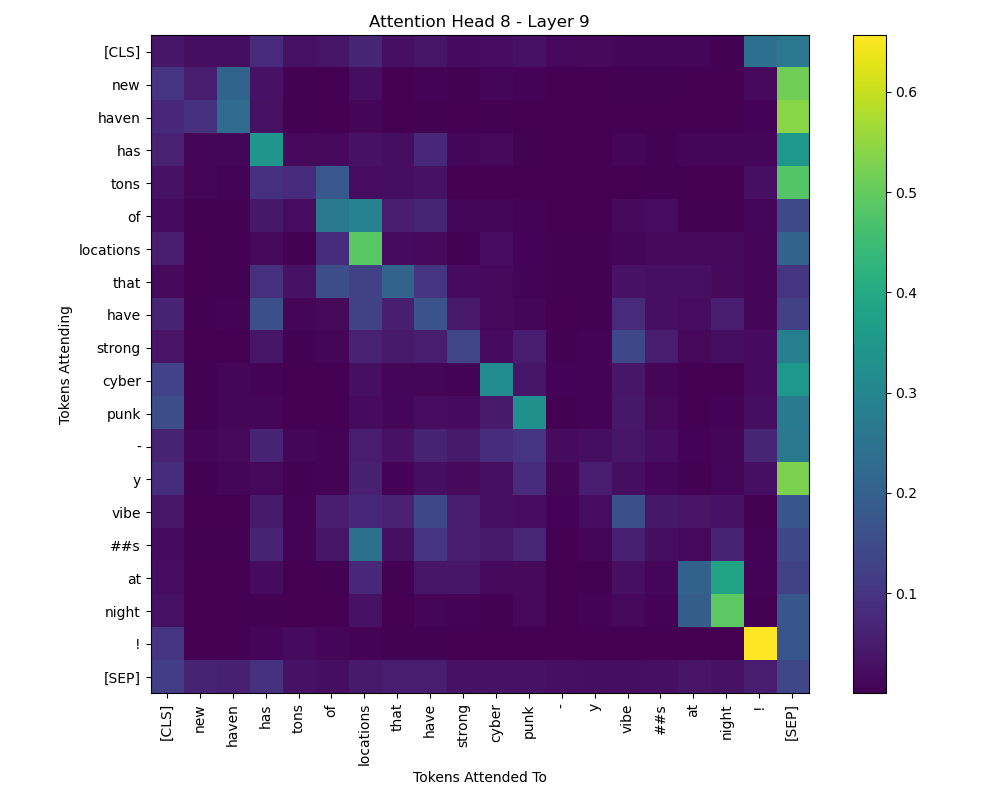 Attention Head 8 - Layer 9
Tokens Attending
[CLS]
new
haven
has
tons
of
locations
that
have
strong
cyber
punk
-
y
vibe
##s
at
night
!
[SEP]
[CLS]
new
haven
has
tons
of
locations
that
have
strong
cyber
punk
-
y
vibe
##s
at
night
!
[SEP]
Tokens Attended To
0.6
0.5
0.4
0.3
0.2
0.1